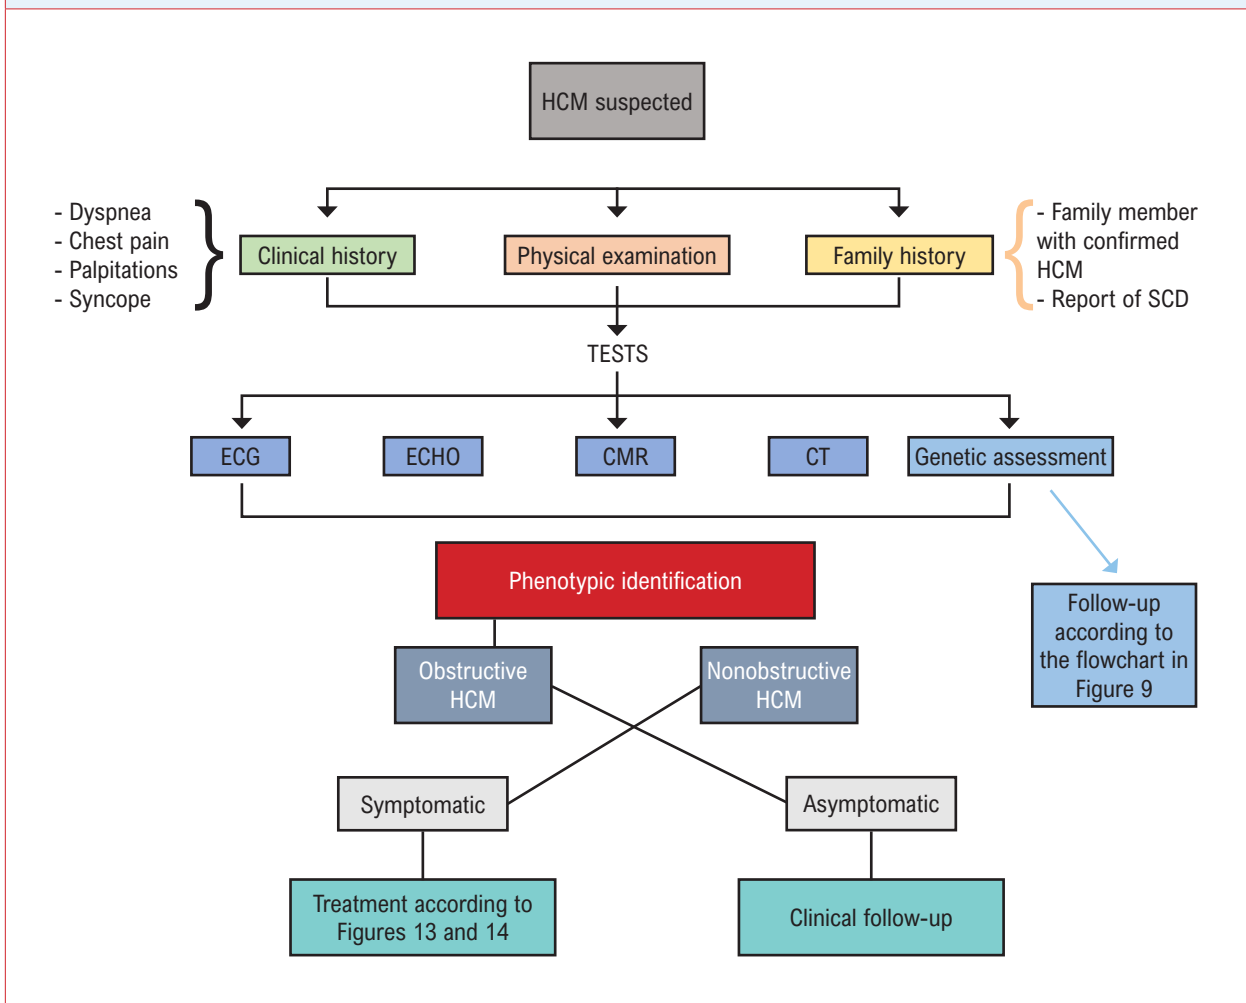 HCM suspected
- Dyspnea
- Chest pain
- Palpitations
- Syncope
Clinical history
Physical examination
Family history
- Family member
with confirmed
HCM
- Report of SCD
TESTS
ECG
ECHO
CMR
CT
Genetic assessment
Phenotypic identification
Follow-up
according to
the flowchart in
Figure 9
Obstructive
HCM
Nonobstructive
HCM
Symptomatic
Asymptomatic
Treatment according to
Figures 13 and 14
Clinical follow-up